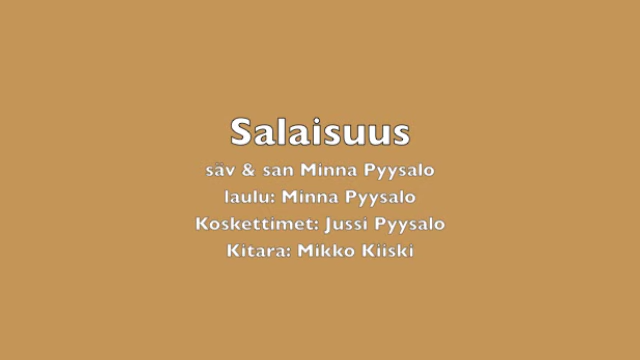 Salaisuus
säv & san Minna Pyysalo
laulu: Minna Pyysalo
Koskettimet: Jussi Pyysalo
Kitara: Mikko Kiiski